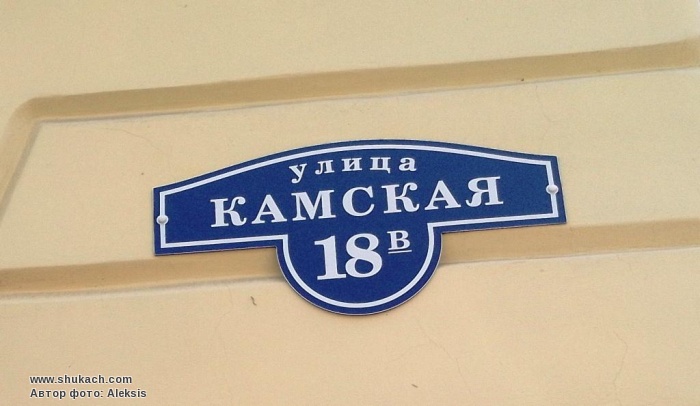 улица
КАМСКАЯ
18В
www.shukach.com
Автор фото: Aleksis